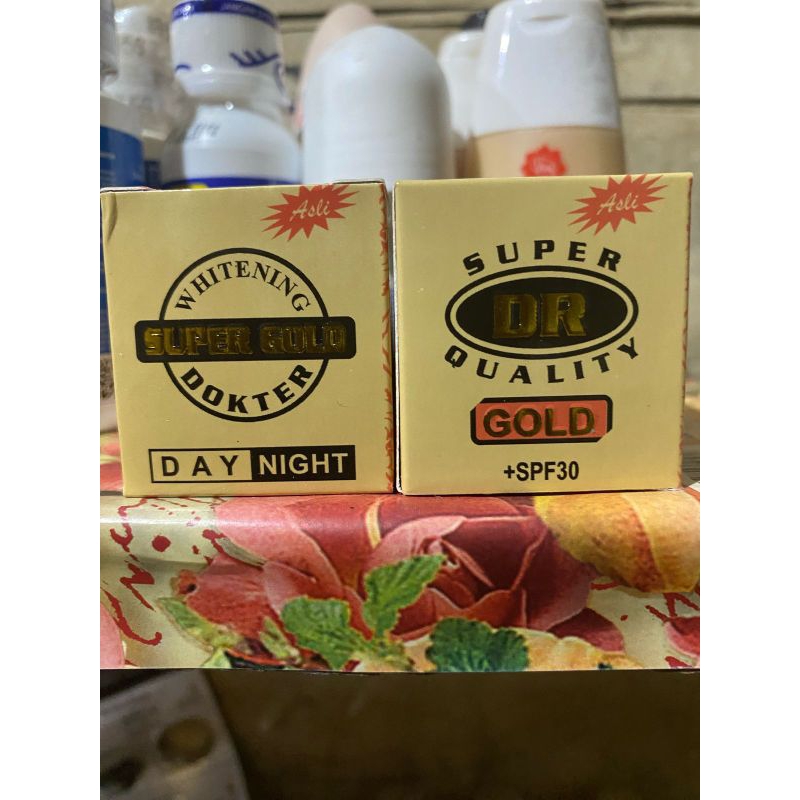 Asli
WHITENING
SUPER GOLD
DOKTER
DAY NIGHT
Asli
SUPER
DR
QUALITY
GOLD
+SPF30